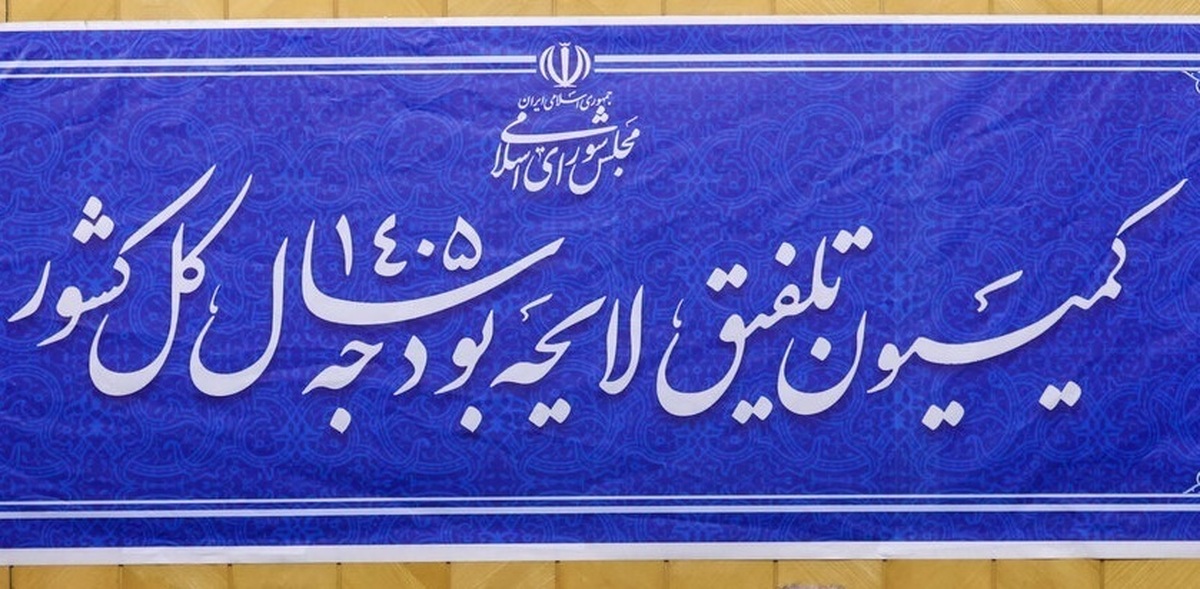 جمهوری اسلامی ایران
مجلس شورای اسلامی
کمیسیون تلفیق لایحه بودجه سال ۱۴۰۵ کل کشور